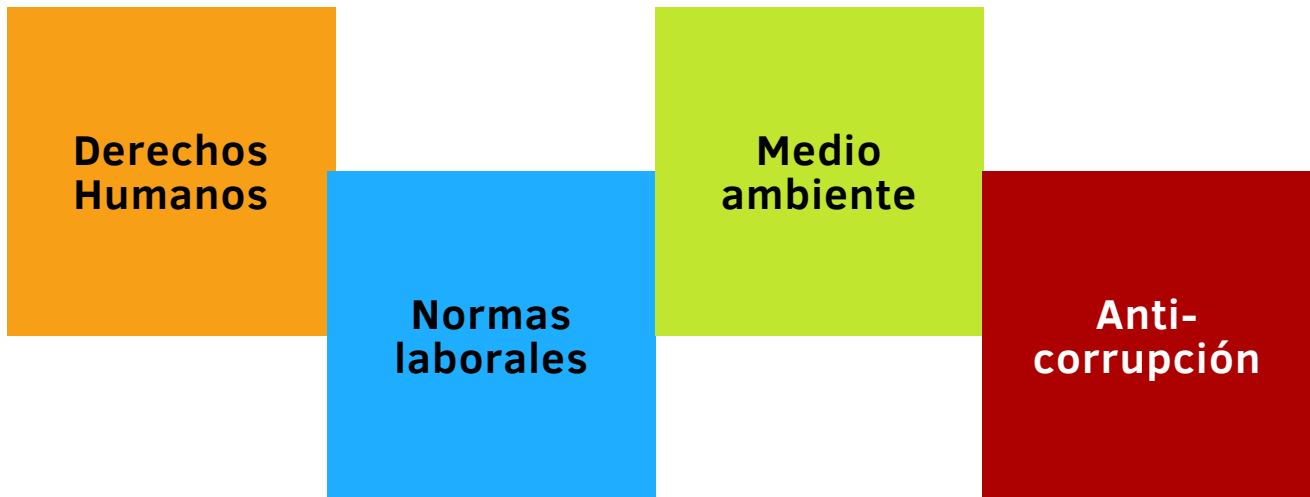 Derechos
Humanos
Normas
laborales
Medio
ambiente
Anti-
corrupción